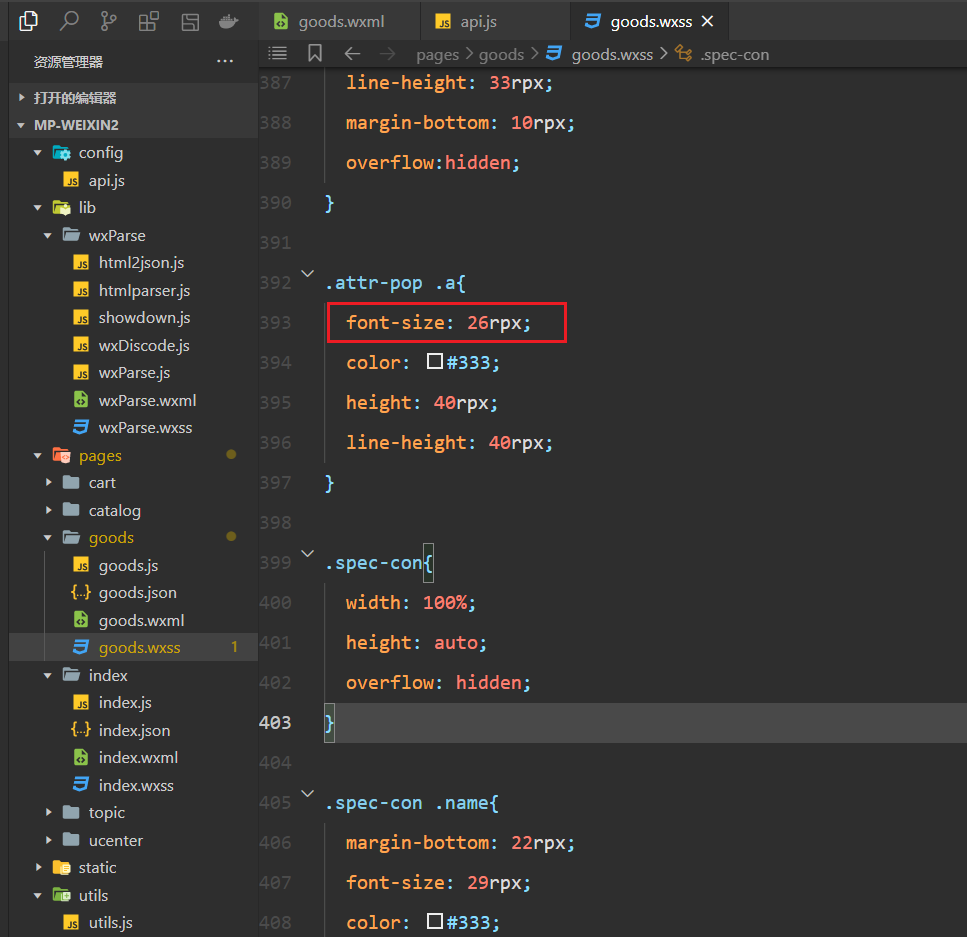 goods.wxml
api.js
goods.wxss
资源管理器
pages
goods
goods.wxss
.spec-con
打开的编辑器
MP-WEIXIN2
config
api.js
lib
wxParse
html2json.js
htmlparser.js
showdown.js
wxDiscode.js
wxParse.js
wxParse.wxml
wxParse.wxss
pages
cart
catalog
goods
goods.js
goods.json
goods.wxml
goods.wxss 1
index
index.js
index.json
index.wxml
index.wxss
topic
ucenter
static
utils
utils.js
387 line-height: 33rpx;
388 margin-bottom: 10rpx;
389 overflow:hidden;
390 }
391
392 .attr-pop .a{
393 font-size: 26rpx;
394 color: #333;
395 height: 40rpx;
396 line-height: 40rpx;
397 }
398
399 .spec-con{
400 width: 100%;
401 height: auto;
402 overflow: hidden;
403 }
404
405 .spec-con .name{
406 margin-bottom: 22rpx;
407 font-size: 29rpx;
408 color: #333;